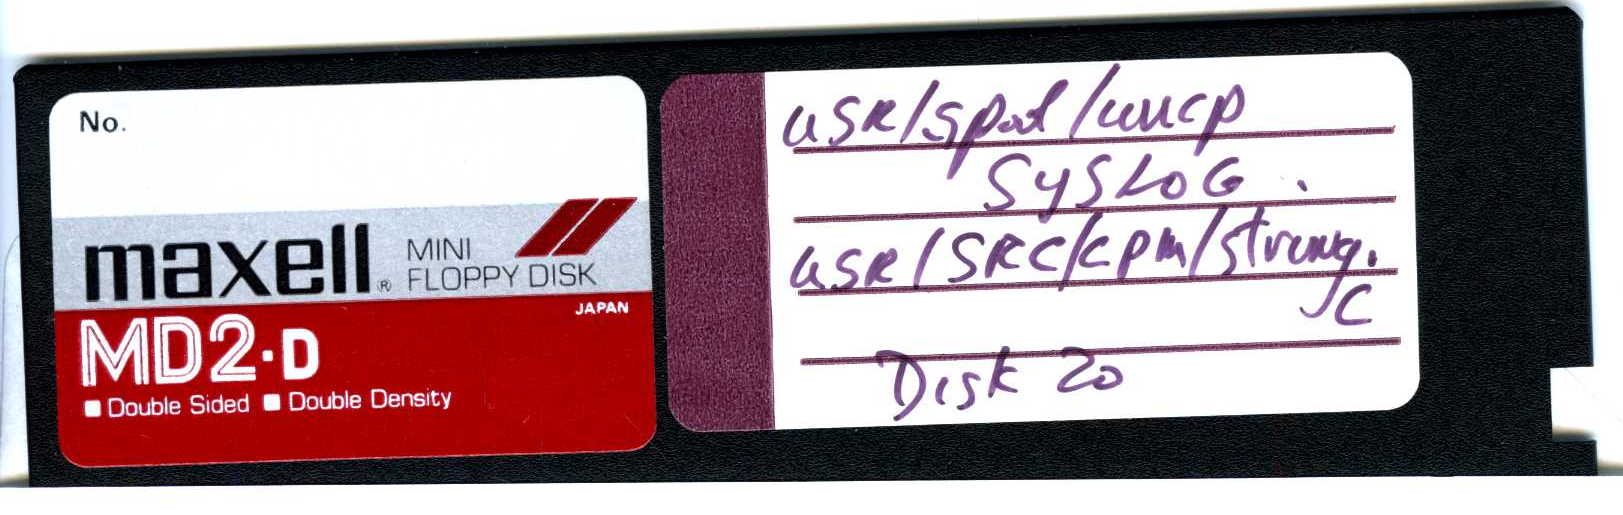 No.
maxell®
MINI
FLOPPY DISK
JAPAN
MD2-D
Double Sided Double Density
USR/spool/uucp
SYSLOG.
USR/SRC/cpm/strung.
C
Disk 20